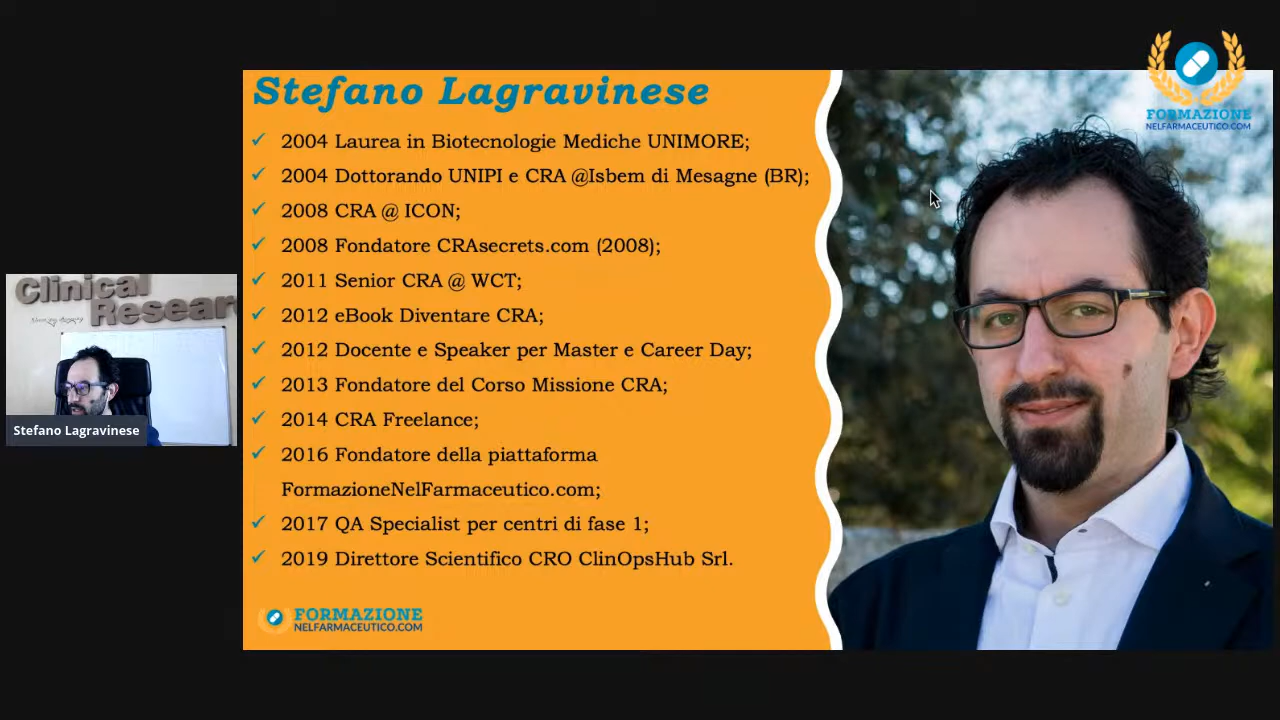 Stefano Lagravinese
✓ 2004 Laurea in Biotecnologie Mediche UNIMORE;
✓ 2004 Dottorando UNIPI e CRA @Isbem di Mesagne (BR);
✓ 2008 CRA @ ICON;
✓ 2008 Fondatore CRAsecrets.com (2008);
✓ 2011 Senior CRA @ WCT;
✓ 2012 eBook Diventare CRA;
✓ 2012 Docente e Speaker per Master e Career Day;
✓ 2013 Fondatore del Corso Missione CRA;
✓ 2014 CRA Freelance;
✓ 2016 Fondatore della piattaforma
FormazioneNelFarmaceutico.com;
✓ 2017 QA Specialist per centri di fase 1;
✓ 2019 Direttore Scientifico CRO ClinOpsHub Srl.
FORMAZIONE
NELFARMACEUTICO.COM
FORMAZIONE
NELFARMACEUTICO.COM
Clinical
Resear
Stefano Lagravinese